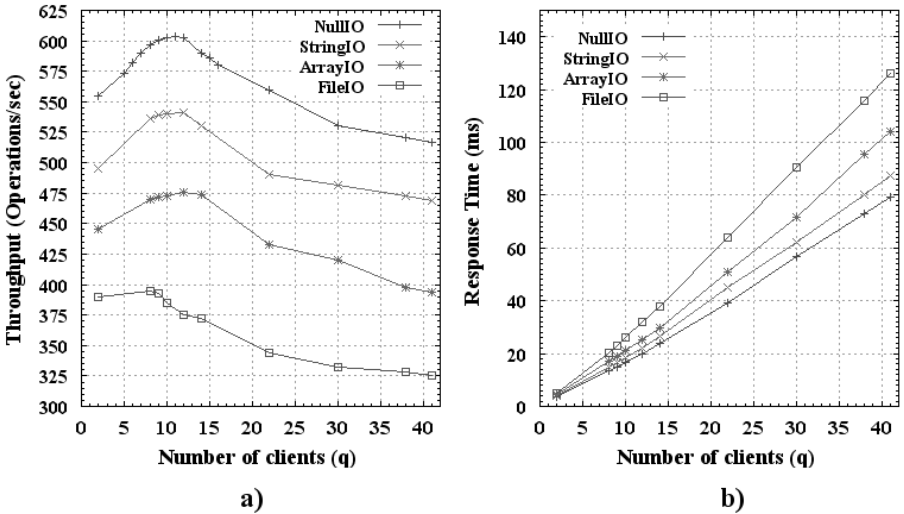 625
600
575
550
525
500
475
450
425
400
375
350
325
300
Throughput (Operations/sec)
NullIO
StringIO
ArrayIO
FileIO
0 5 10 15 20 25 30 35 40
Number of clients (q)
a)
140
120
100
80
60
40
20
0
Response Time (ms)
NullIO
StringIO
ArrayIO
FileIO
0 5 10 15 20 25 30 35 40
Number of clients (q)
b)